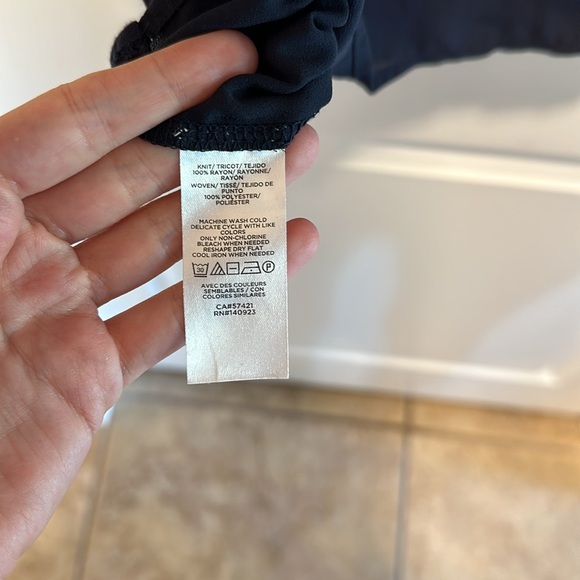 KNIT/ TRICOT/ TEJIDO
100% RAYON/ RAYONNE/
RAYÓN
WOVEN/ TISSÉ/ TEJIDO DE
PUNTO
100% POLYESTER/
POLIÉSTER
MACHINE WASH COLD
DELICATE CYCLE WITH LIKE
COLORS
ONLY NON-CHLORINE
BLEACH WHEN NEEDED
RESHAPE DRY FLAT
COOL IRON WHEN NEEDED
30 P
AVEC DES COULEURS
SEMBLABLES / CON
COLORES SIMILARES
CA#57421
RN#140923